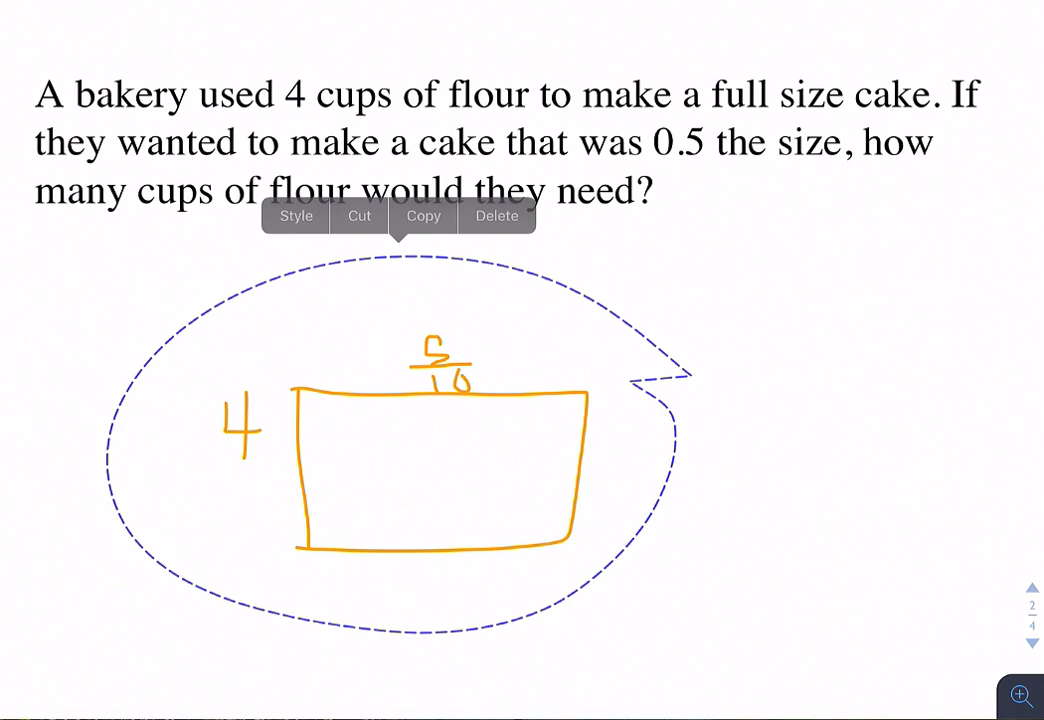 A bakery used 4 cups of flour to make a full size cake. If
they wanted to make a cake that was 0.5 the size, how
many cups of flour would they need?
Style Cut Copy Delete
5
10
4
2
4